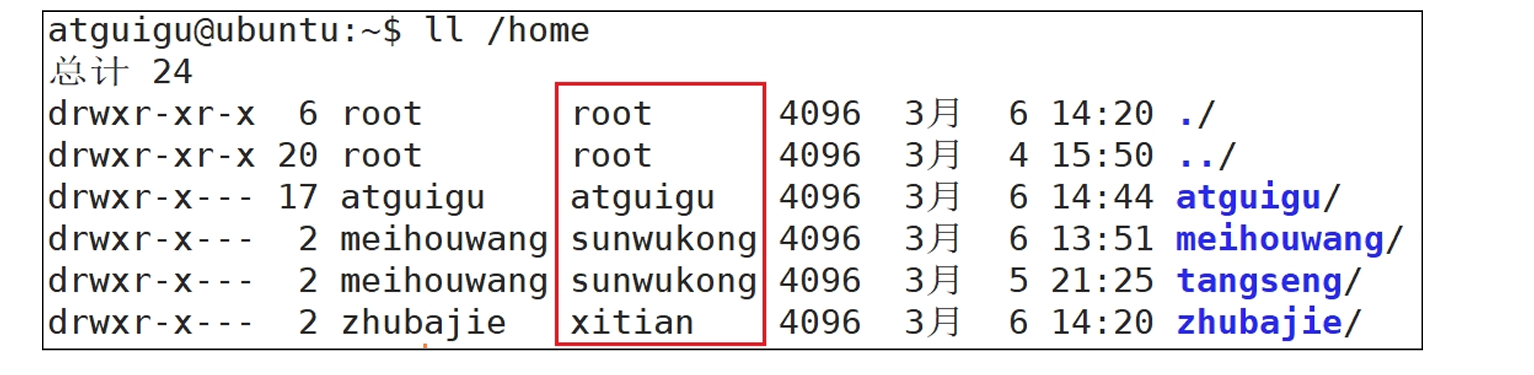 atguigu@ubuntu:~$ ll /home
总计 24
drwxr-xr-x  6 root       root      4096  3月   6 14:20 ./
drwxr-xr-x 20 root       root      4096  3月   4 15:50 ../
drwxr-x--- 17 atguigu    atguigu   4096  3月   6 14:44 atguigu/
drwxr-x---  2 meihouwang sunwukong 4096  3月   6 13:51 meihouwang/
drwxr-x---  2 meihouwang sunwukong 4096  3月   5 21:25 tangseng/
drwxr-x---  2 zhubajie   xitian    4096  3月   6 14:20 zhubajie/